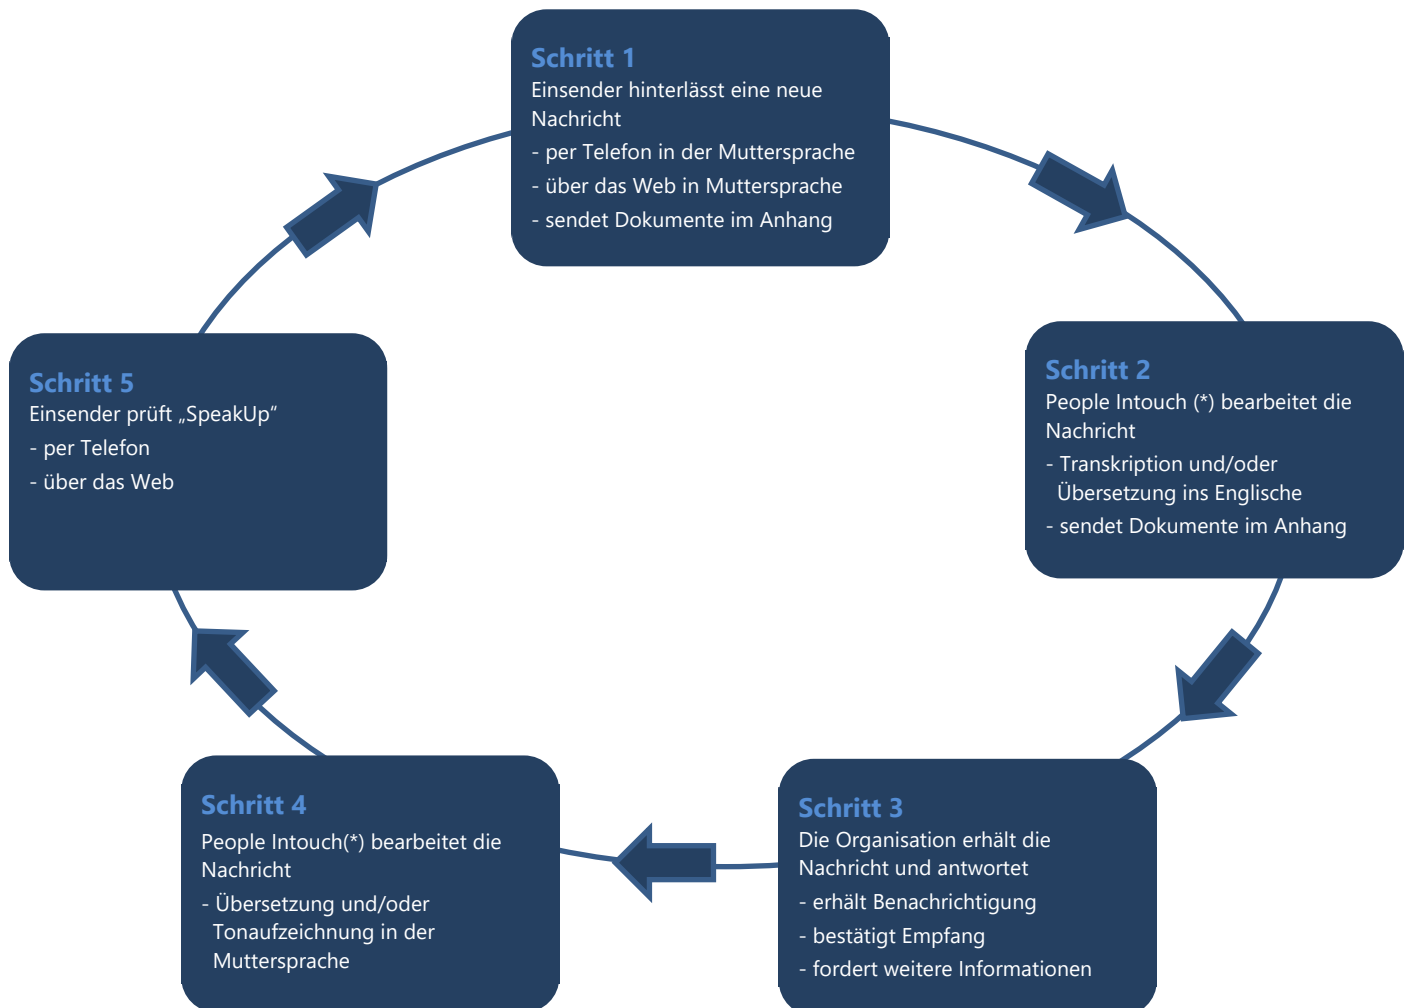 Schritt 1
Einsender hinterlässt eine neue
Nachricht
- per Telefon in der Muttersprache
- über das Web in Muttersprache
- sendet Dokumente im Anhang
Schritt 2
People Intouch (*) bearbeitet die
Nachricht
- Transkription und/oder
Übersetzung ins Englische
- sendet Dokumente im Anhang
Schritt 3
Die Organisation erhält die
Nachricht und antwortet
- erhält Benachrichtigung
- bestätigt Empfang
- fordert weitere Informationen
Schritt 4
People Intouch(*) bearbeitet die
Nachricht
- Übersetzung und/oder
Tonaufzeichnung in der
Muttersprache
Schritt 5
Einsender prüft „SpeakUp“
- per Telefon
- über das Web